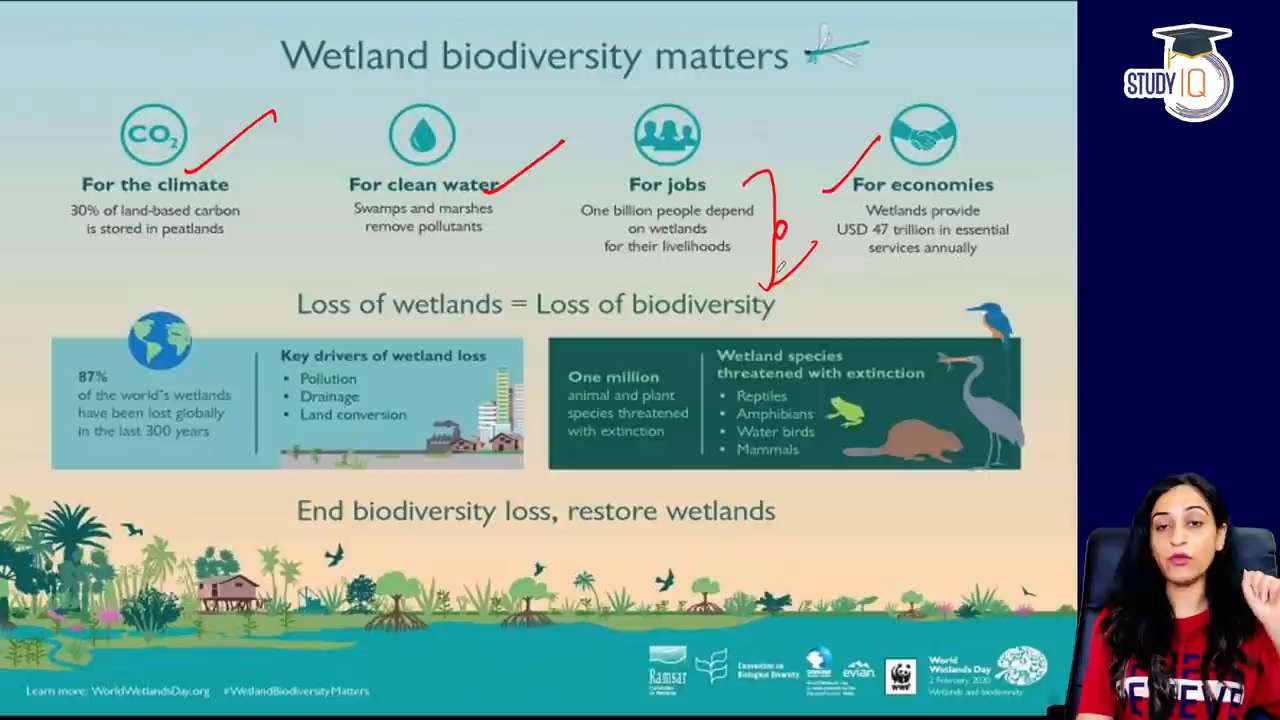 Wetland biodiversity matters
STUDY IQ
CO2
For the climate
30% of land-based carbon
is stored in peatlands
For clean water
Swamps and marshes
remove pollutants
For jobs
One billion people depend
on wetlands
for their livelihoods
For economies
Wetlands provide
USD 47 trillion in essential
services annually
Loss of wetlands = Loss of biodiversity
87%
of the world"s wetlands
have been lost globally
in the last 300 years
Key drivers of wetland loss
• Pollution
• Drainage
• Land conversion
One million
animal and plant
species threatened
with extinction
Wetland species
threatened with extinction
• Reptiles
• Amphibians
• Water birds
• Mammals
End biodiversity loss, restore wetlands
Learn more: WorldWetlandsDay.org #WetlandBiodiversityMatters
Ramsar
Convention on
Biological Diversity
evian
WWF
World
Wetlands Day
2 February, 2020
Wetlands and biodiversity